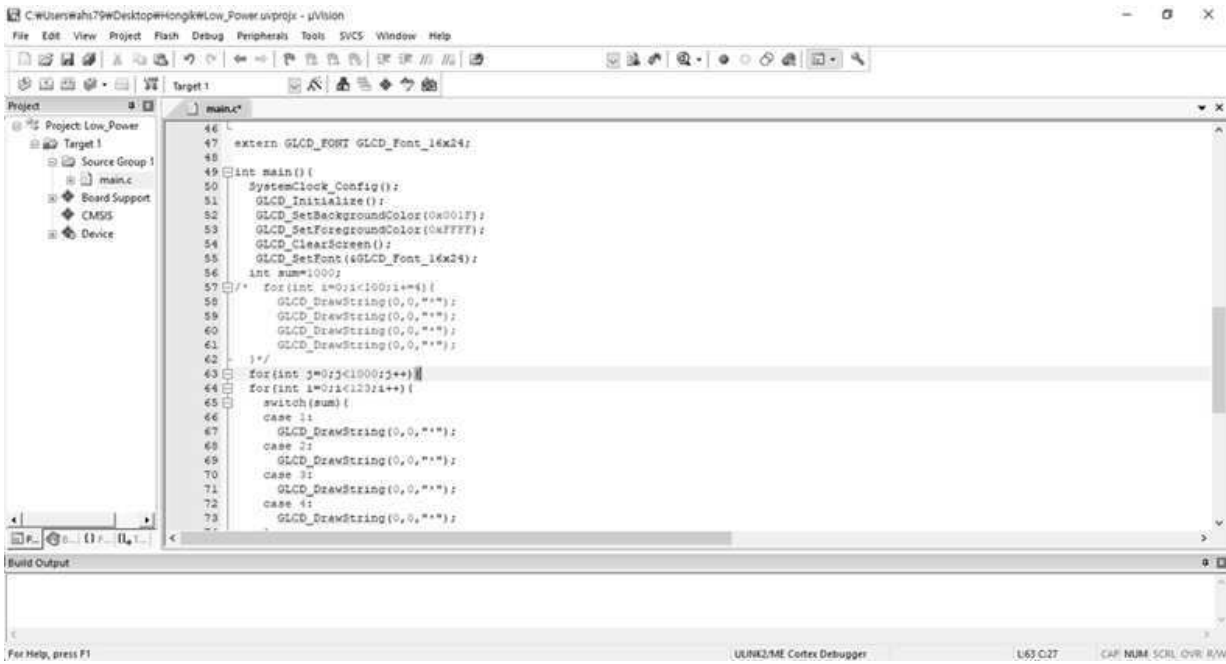 C:₩Users₩ahs79₩Desktop₩Hongik₩Low_Power.uvprojx - µVision
File Edit View Project Flash Debug Peripherals Tools SVCS Window Help
Target 1
Project
main.c*
Project: Low_Power
Target 1
Source Group 1
main.c
Board Support
CMSIS
Device
46
47 extern GLCD_FONT GLCD_Font_16x24;
48
49 int main(){
50 SystemClock_Config();
51 GLCD_Initialize();
52 GLCD_SetBackgroundColor(0x001F);
53 GLCD_SetForegroundColor(0xFFFF);
54 GLCD_ClearScreen();
55 GLCD_SetFont(&GLCD_Font_16x24);
56 int sum=1000;
57 /* for(int i=0;i<100;i+=4){
58 GLCD_DrawString(0,0,"*");
59 GLCD_DrawString(0,0,"*");
60 GLCD_DrawString(0,0,"*");
61 GLCD_DrawString(0,0,"*");
62 }*/
63 for(int j=0;j<1000;j++){
64 for(int i=0;i<123;i++){
65 switch(sum){
66 case 1:
67 GLCD_DrawString(0,0,"*");
68 case 2:
69 GLCD_DrawString(0,0,"*");
70 case 3:
71 GLCD_DrawString(0,0,"*");
72 case 4:
73 GLCD_DrawString(0,0,"*");
Build Output
For Help, press F1
ULINK2/ME Cortex Debugger
L:63 C:27
CAP NUM SCRL OVR R/W